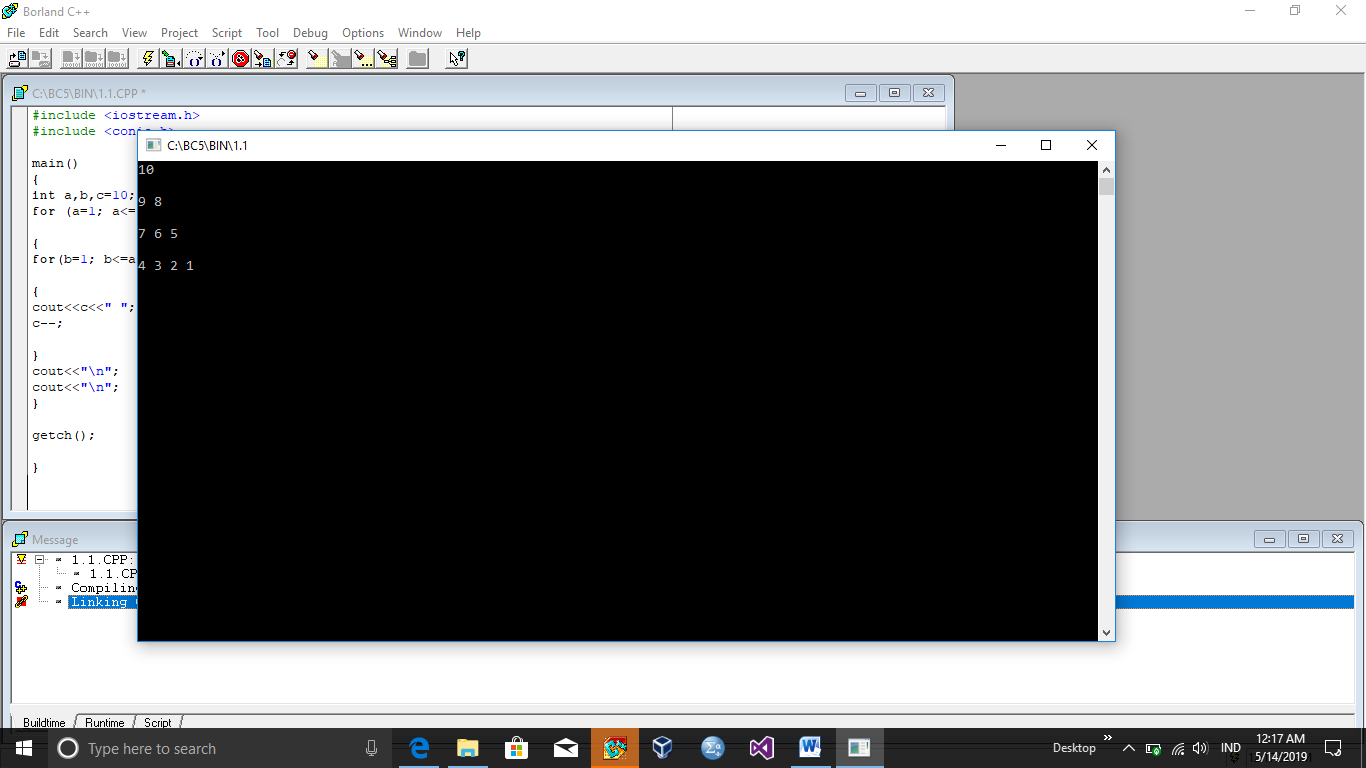 Borland C++
File Edit Search View Project Script Tool Debug Options Window Help
C:\BC5\BIN\1.1.CPP *
#include <iostream.h>
#include <conio.h>
main()
{
int a,b,c=10;
for (a=1; a<=
{
for(b=1; b<=a
{
cout<<c<<" ";
c--;
}
cout<<"\n";
cout<<"\n";
}
getch();
}
C:\BC5\BIN\1.1
10
9 8
7 6 5
4 3 2 1
Message
1.1.CPP:
1.1.CP
Compiling
Linking
Buildtime Runtime Script
Type here to search
Desktop
IND
12:17 AM
5/14/2019